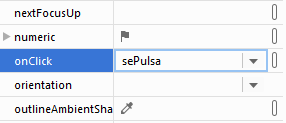 nextFocusUp
numeric
onClick sePulsa
orientation
outlineAmbientSha